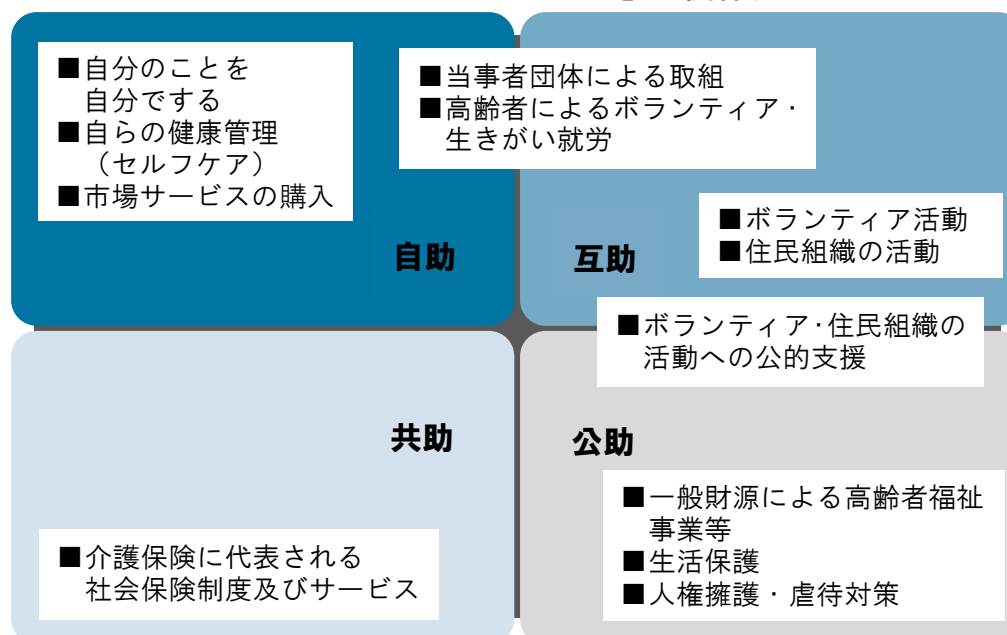 ■自分のことを
自分でする
■自らの健康管理
（セルフケア）
■市場サービスの購入
■当事者団体による取組
■高齢者によるボランティア・
生きがい就労
■ボランティア活動
■住民組織の活動
自助
互助
■ボランティア・住民組織の
活動への公的支援
共助
公助
■介護保険に代表される
社会保険制度及びサービス
■一般財源による高齢者福祉
事業等
■生活保護
■人権擁護・虐待対策